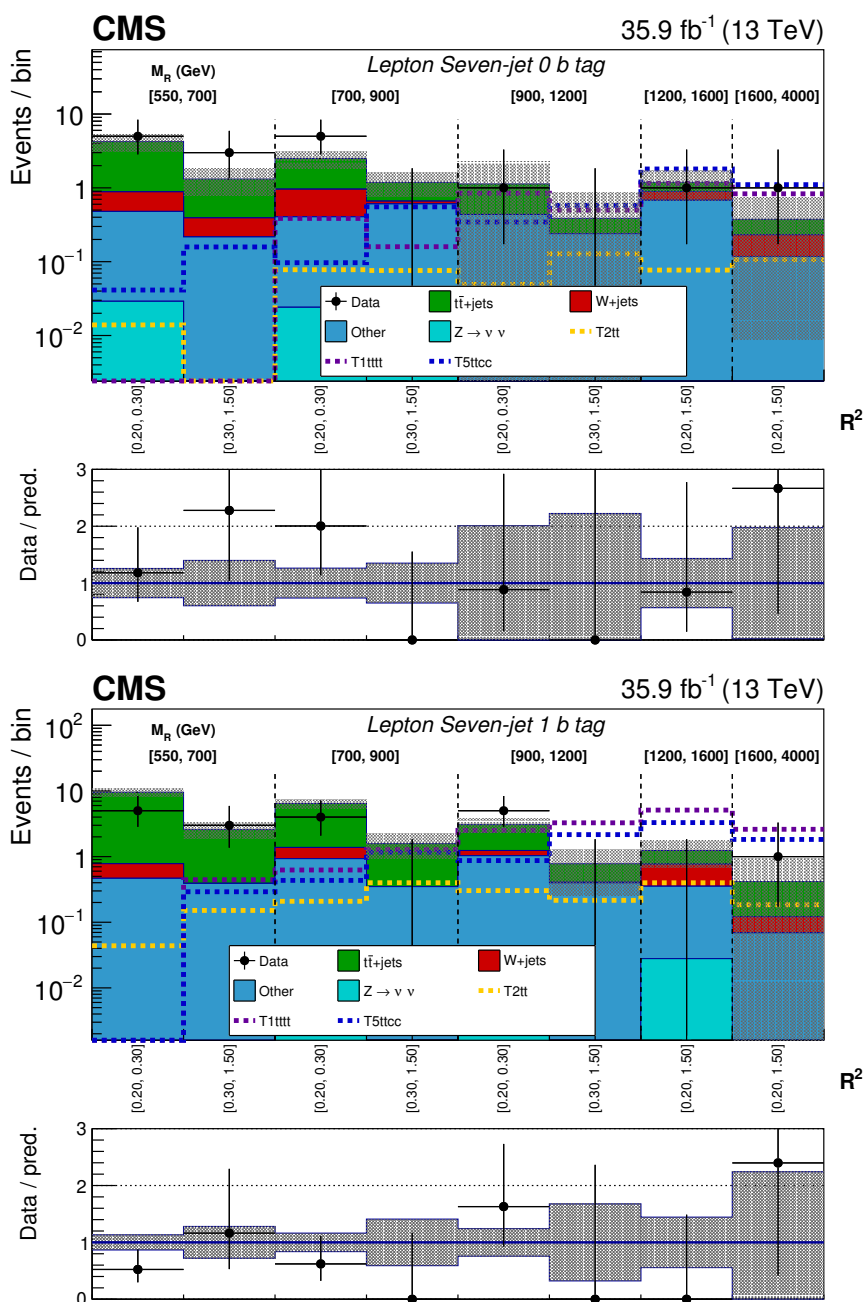 CMS 35.9 fb⁻¹ (13 TeV)
Events / bin
M_R (GeV) Lepton Seven-jet 0 b tag
[550, 700] [700, 900] [900, 1200] [1200, 1600] [1600, 4000]
10
1
10⁻¹
10⁻²
Data tt̄+jets W+jets
Other Z → ν ν T2tt
T1tttt T5ttcc
[0.20, 0.30] [0.30, 1.50] [0.20, 0.30] [0.30, 1.50] [0.20, 0.30] [0.30, 1.50] [0.20, 1.50] [0.20, 1.50]
R²
Data / pred.
3
2
1
0
CMS 35.9 fb⁻¹ (13 TeV)
Events / bin
M_R (GeV) Lepton Seven-jet 1 b tag
[550, 700] [700, 900] [900, 1200] [1200, 1600] [1600, 4000]
10²
10
1
10⁻¹
10⁻²
Data tt̄+jets W+jets
Other Z → ν ν T2tt
T1tttt T5ttcc
[0.20, 0.30] [0.30, 1.50] [0.20, 0.30] [0.30, 1.50] [0.20, 0.30] [0.30, 1.50] [0.20, 1.50] [0.20, 1.50]
R²
Data / pred.
3
2
1
0